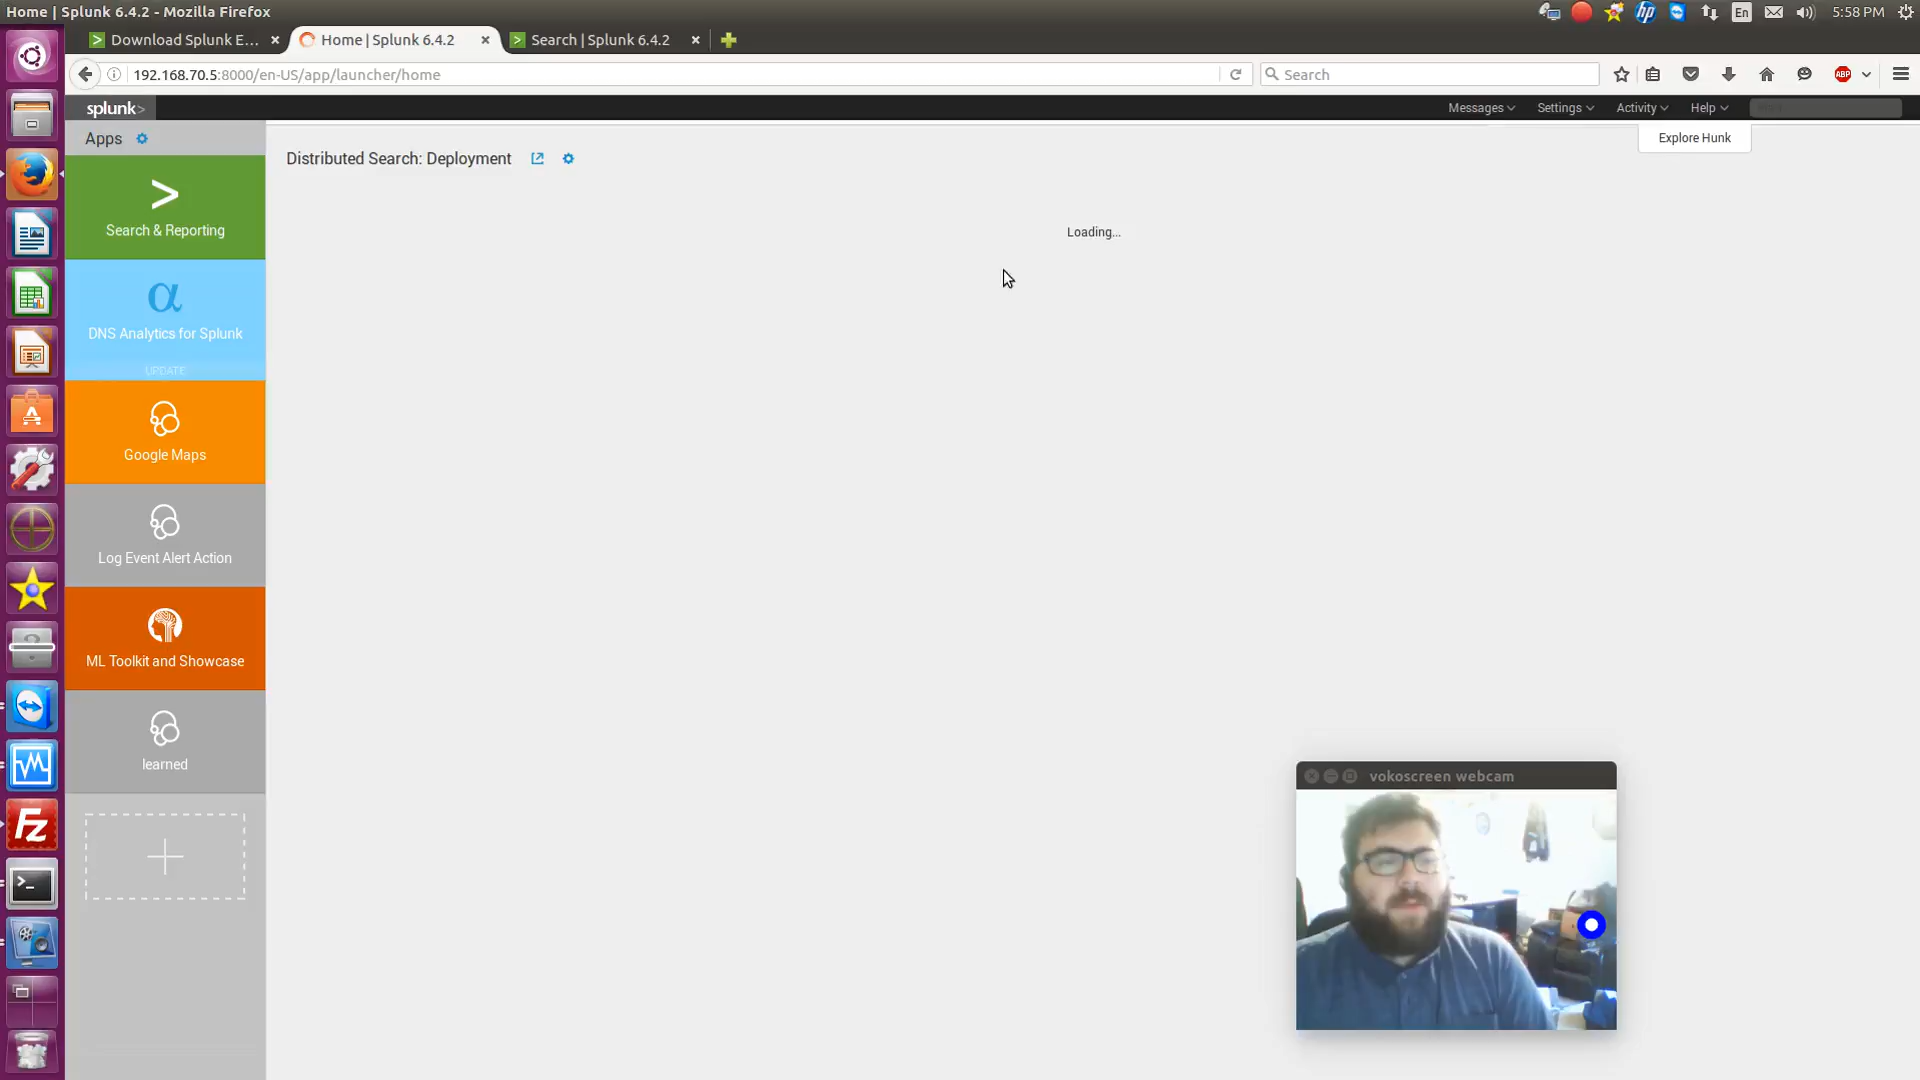 Home | Splunk 6.4.2 - Mozilla Firefox
En
5:58 PM
Download Splunk E...
Home | Splunk 6.4.2
Search | Splunk 6.4.2
192.168.70.5:8000/en-US/app/launcher/home
Search
ABP
splunk>
Messages
Settings
Activity
Help
Apps
Explore Hunk
Distributed Search: Deployment
Loading...
Search & Reporting
α
DNS Analytics for Splunk
UPDATE
Google Maps
Log Event Alert Action
ML Toolkit and Showcase
learned
vokoscreen webcam